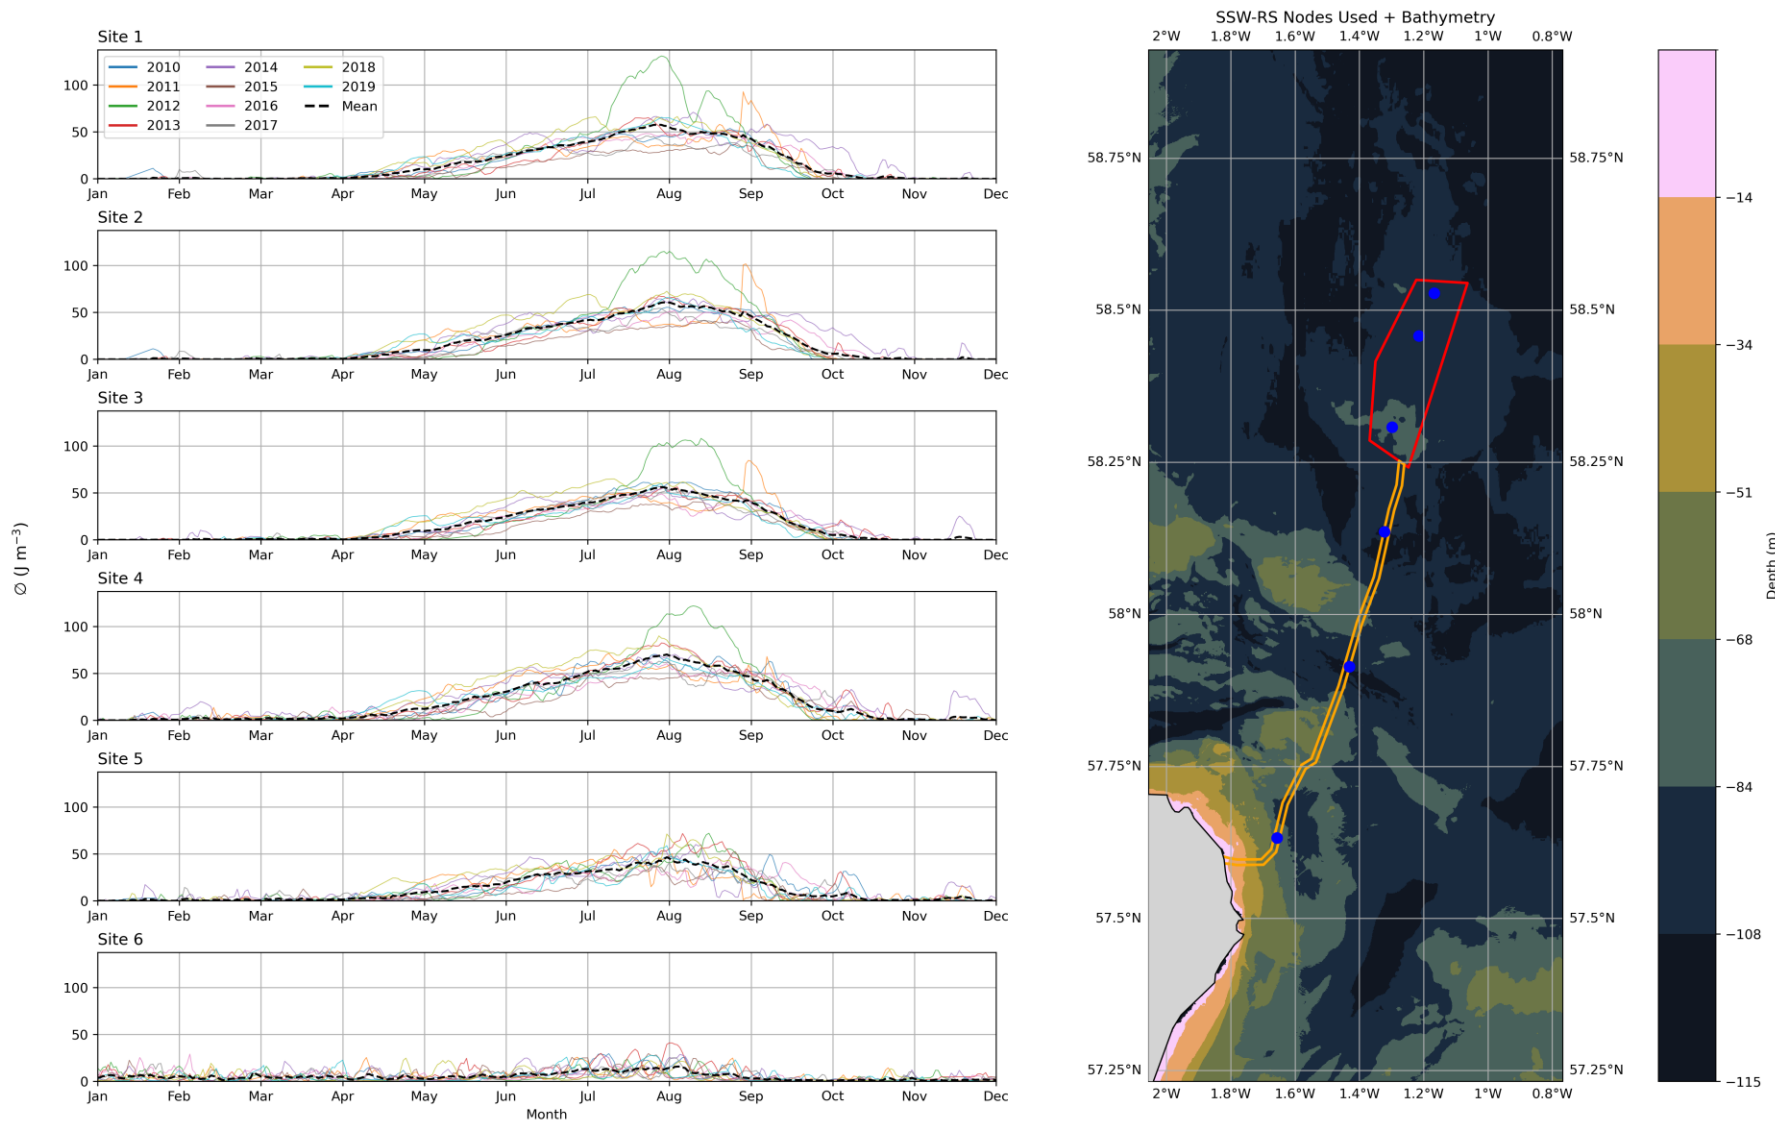 Site 1
2010 2014 2018
2011 2015 2019
2012 2016 Mean
2013 2017
100
50
0
Jan Feb Mar Apr May Jun Jul Aug Sep Oct Nov Dec
Site 2
100
50
0
Jan Feb Mar Apr May Jun Jul Aug Sep Oct Nov Dec
Site 3
100
50
0
Jan Feb Mar Apr May Jun Jul Aug Sep Oct Nov Dec
∅ (J m⁻³)
Site 4
100
50
0
Jan Feb Mar Apr May Jun Jul Aug Sep Oct Nov Dec
Site 5
100
50
0
Jan Feb Mar Apr May Jun Jul Aug Sep Oct Nov Dec
Site 6
100
50
0
Jan Feb Mar Apr May Jun Jul Aug Sep Oct Nov Dec
Month
SSW-RS Nodes Used + Bathymetry
2°W 1.8°W 1.6°W 1.4°W 1.2°W 1°W 0.8°W
58.75°N 58.75°N
58.5°N 58.5°N
58.25°N 58.25°N
58°N 58°N
57.75°N 57.75°N
57.5°N 57.5°N
57.25°N 57.25°N
2°W 1.8°W 1.6°W 1.4°W 1.2°W 1°W 0.8°W
−14
−34
−51
−68
−84
−108
−115
Depth (m)